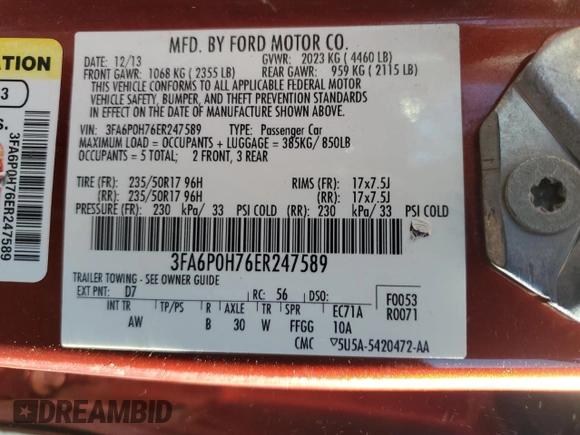 MFD. BY FORD MOTOR CO.
DATE: 12/13 GVWR: 2023 KG ( 4460 LB)
FRONT GAWR: 1068 KG ( 2355 LB) REAR GAWR: 959 KG ( 2115 LB)
THIS VEHICLE CONFORMS TO ALL APPLICABLE FEDERAL MOTOR
VEHICLE SAFETY, BUMPER, AND THEFT PREVENTION STANDARDS
IN EFFECT ON THE DATE OF MANUFACTURE SHOWN ABOVE.
VIN: 3FA6P0H76ER247589 TYPE: Passenger Car
MAXIMUM LOAD = OCCUPANTS + LUGGAGE = 385KG/ 850LB
OCCUPANTS = 5 TOTAL; 2 FRONT, 3 REAR
TIRE (FR): 235/50R17 96H RIMS (FR): 17x7.5J
(RR): 235/50R17 96H (RR): 17x7.5J
PRESSURE (FR): 230 kPa/ 33 PSI COLD (RR): 230 kPa/ 33 PSI COLD
3FA6P0H76ER247589
TRAILER TOWING - SEE OWNER GUIDE
EXT PNT: D7 RC: 56 DSO: F0053
INT TR TP/PS R AXLE TR SPR EC71A R0071
AW B 30 W FFGG 10A
CMC ▽5U5A-5420472-AA
ATION
3
S.
3FA6P0H76ER247589
DREAMBID